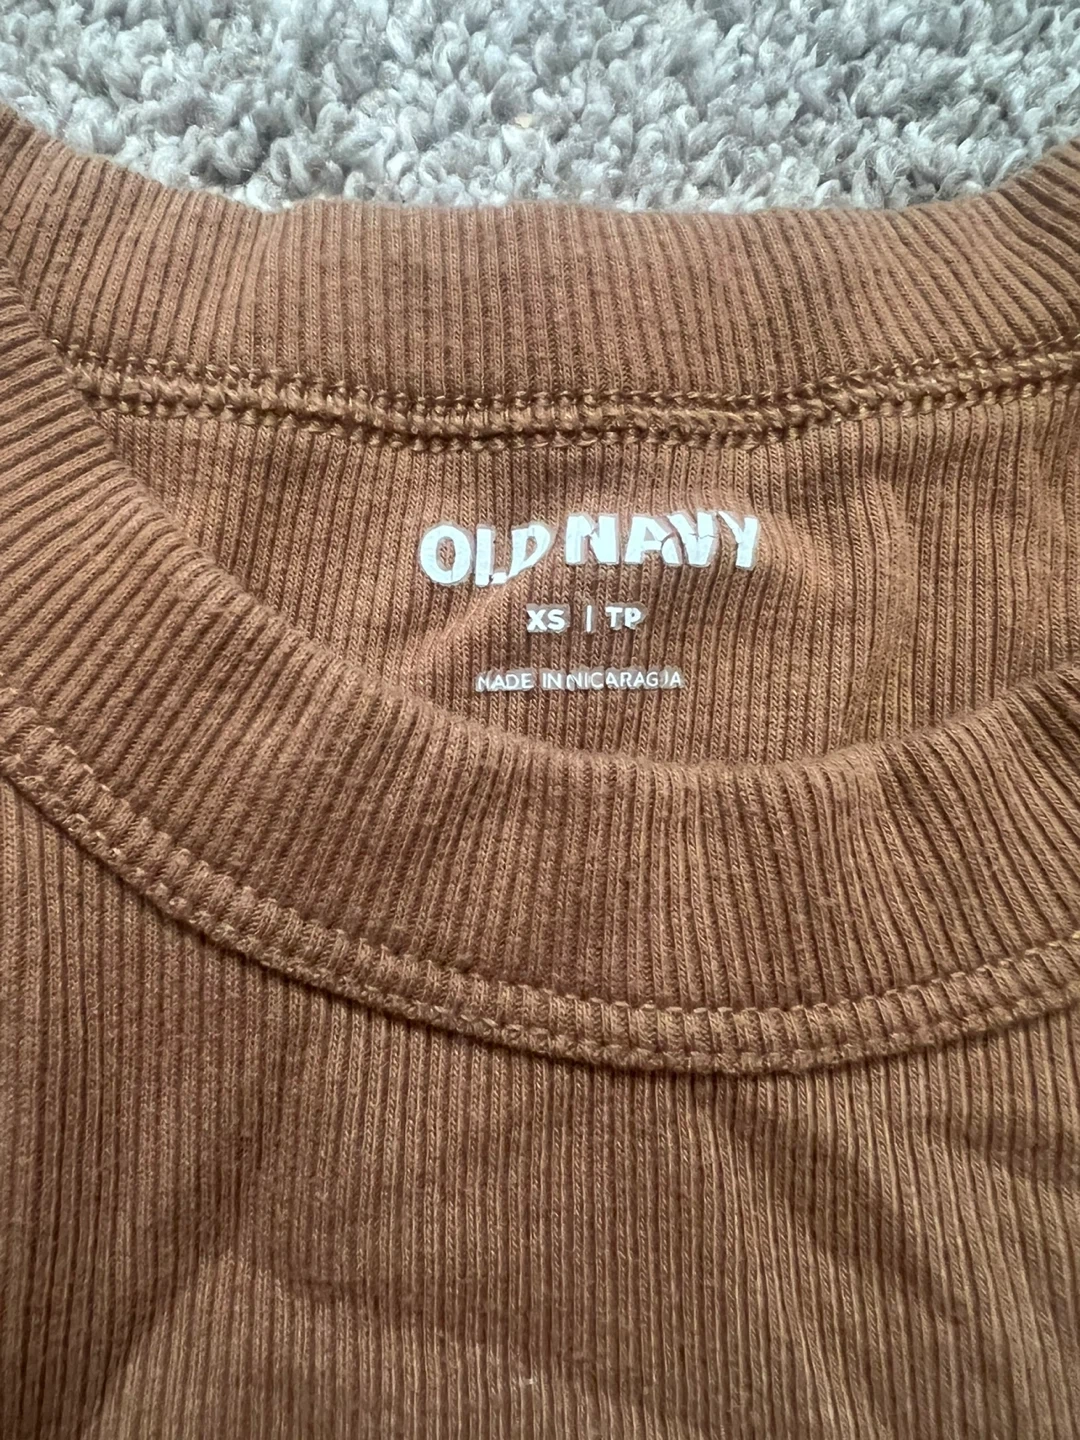 OLD NAVY
XS | TP
MADE IN NICARAGUA